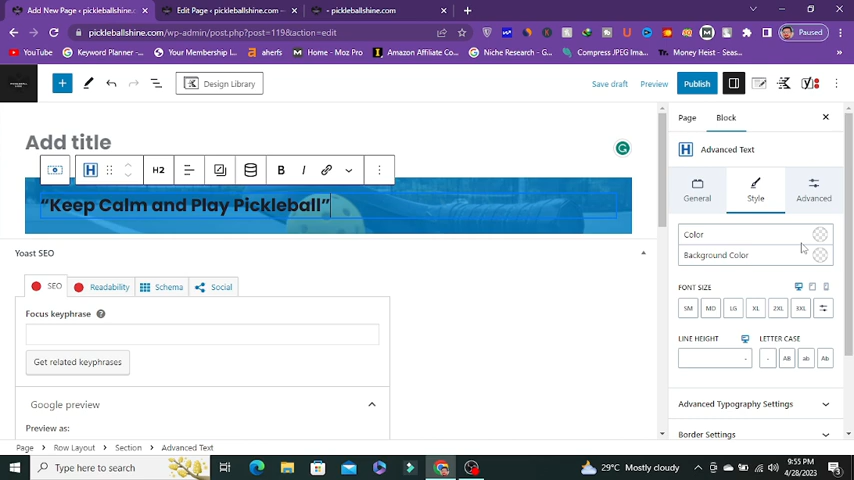 Add New Page ‹ pickleballshine.c
Edit Page ‹ pickleballshine.com —
- pickleballshine.com
pickleballshine.com/wp-admin/post.php?post=119&action=edit
Paused
YouTube
Keyword Planner -...
Your Membership |...
aherfs
Home - Moz Pro
Amazon Affiliate Co...
Niche Research - G...
Compress JPEG Im...
Money Heist - Seas...
Design Library
Save draft
Preview
Publish
Add title
H2
B
I
“Keep Calm and Play Pickleball”
Yoast SEO
SEO
Readability
Schema
Social
Focus keyphrase
Get related keyphrases
Google preview
Preview as:
Page
Block
Advanced Text
General
Style
Advanced
Color
Background Color
FONT SIZE
SM
MD
LG
XL
2XL
3XL
LINE HEIGHT
LETTER CASE
-
AB
ab
Ab
Advanced Typography Settings
Border Settings
Page › Row Layout › Section › Advanced Text
Type here to search
29°C Mostly cloudy
9:55 PM
4/28/2023